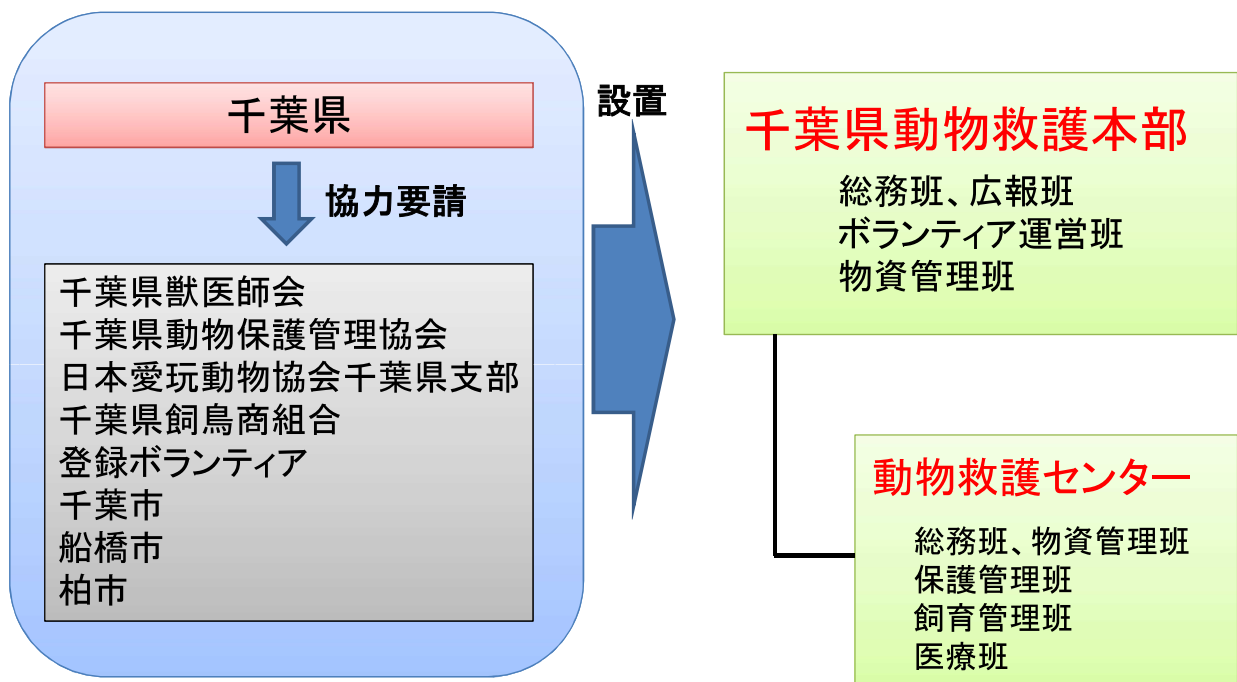 千葉県
協力要請
千葉県獣医師会
千葉県動物保護管理協会
日本愛玩動物協会千葉県支部
千葉県飼鳥商組合
登録ボランティア
千葉市
船橋市
柏市
設置
千葉県動物救護本部
総務班、広報班
ボランティア運営班
物資管理班
動物救護センター
総務班、物資管理班
保護管理班
飼育管理班
医療班